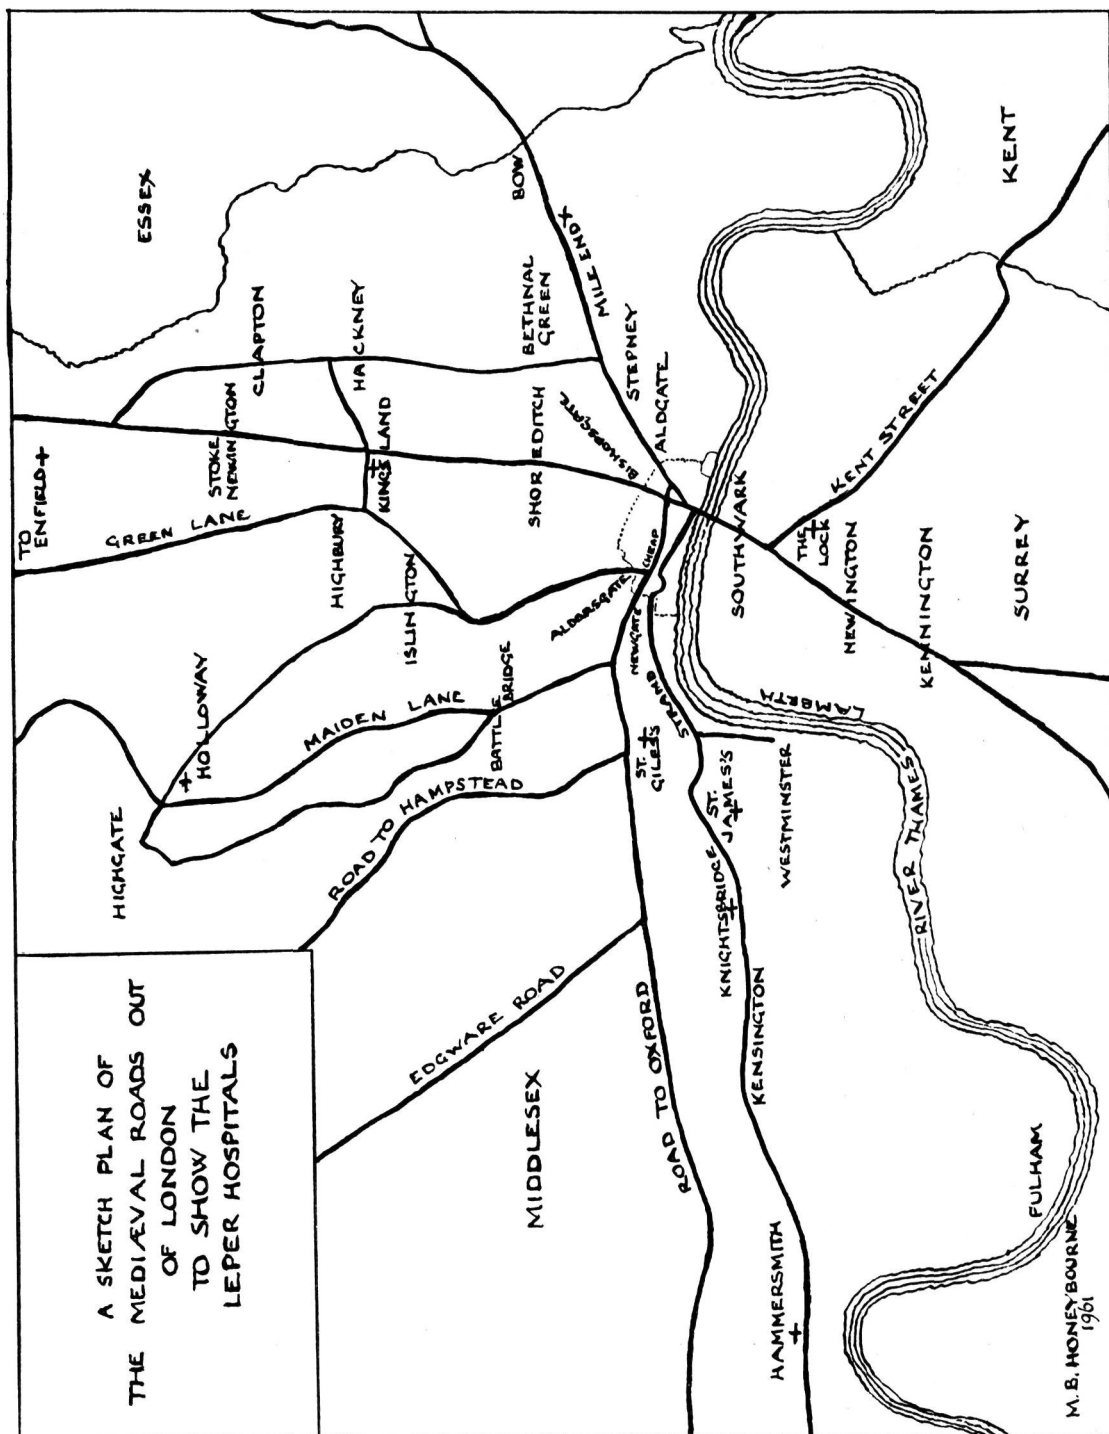 A SKETCH PLAN OF
THE MEDIÆVAL ROADS OUT
OF LONDON
TO SHOW THE
LEPER HOSPITALS
HIGHGATE
HOLLOWAY
MAIDEN LANE
ROAD TO HAMPSTEAD
BATTLE
BRIDGE
EDGWARE ROAD
MIDDLESEX
ROAD TO OXFORD
TO
ENFIELD
GREEN LANE
STOKE
NEWINGTON
CLAPTON
HACKNEY
KINGSLAND
HIGHBURY
ISLINGTON
ESSEX
SHOREDITCH
BETHNAL
GREEN
BOW
MILE END
STEPNEY
BISHOPSGATE
ALDGATE
ALDERSGATE
CHEAP
NEWGATE
STRAND
ST.
GILES'S
ST.
JAMES'S
WESTMINSTER
KNIGHTSBRIDGE
KENSINGTON
HAMMERSMITH
FULHAM
RIVER THAMES
LAMBETH
SOUTHWARK
THE
LOCK
NEWINGTON
KENNINGTON
KENT STREET
SURREY
KENT
M. B. HONEYBOURNE
1961